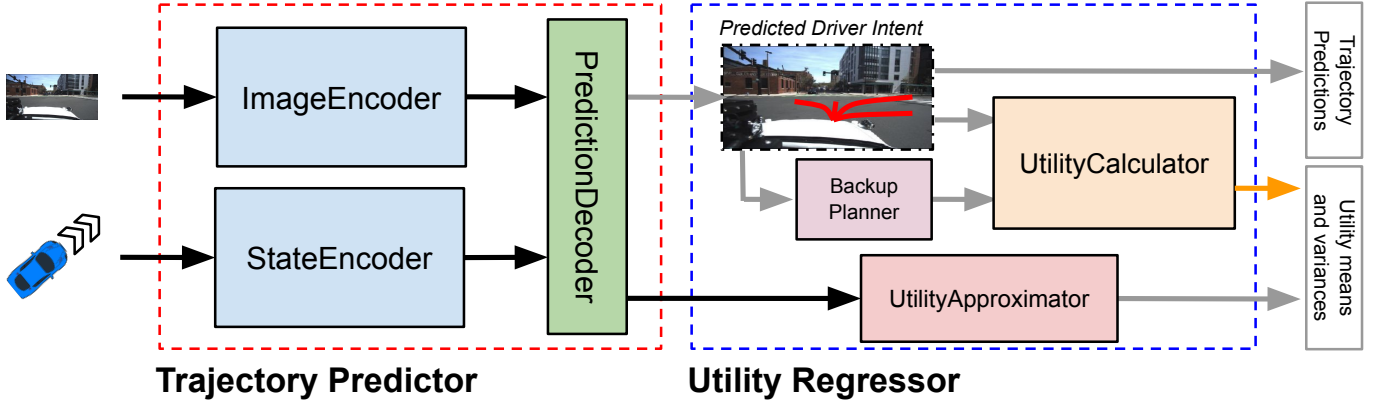 Predicted Driver Intent
ImageEncoder
StateEncoder
PredictionDecoder
Backup
Planner
UtilityCalculator
UtilityApproximator
Trajectory
Predictions
Utility means
and variances
Trajectory Predictor
Utility Regressor